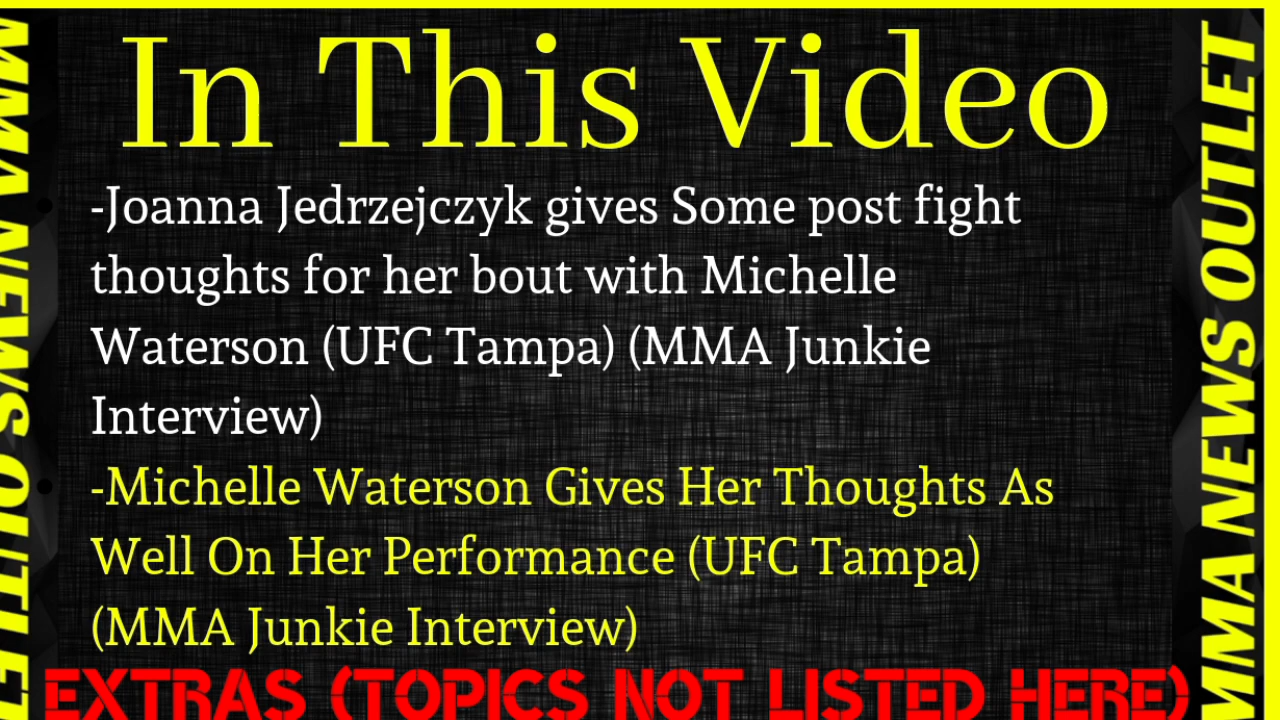 In This Video
-Joanna Jedrzejczyk gives Some post fight
thoughts for her bout with Michelle
Waterson (UFC Tampa) (MMA Junkie
Interview)
-Michelle Waterson Gives Her Thoughts As
Well On Her Performance (UFC Tampa)
(MMA Junkie Interview)
EXTRAS (TOPICS NOT LISTED HERE)
MMA NEWS OUTLET
MMA NEWS OUTLET